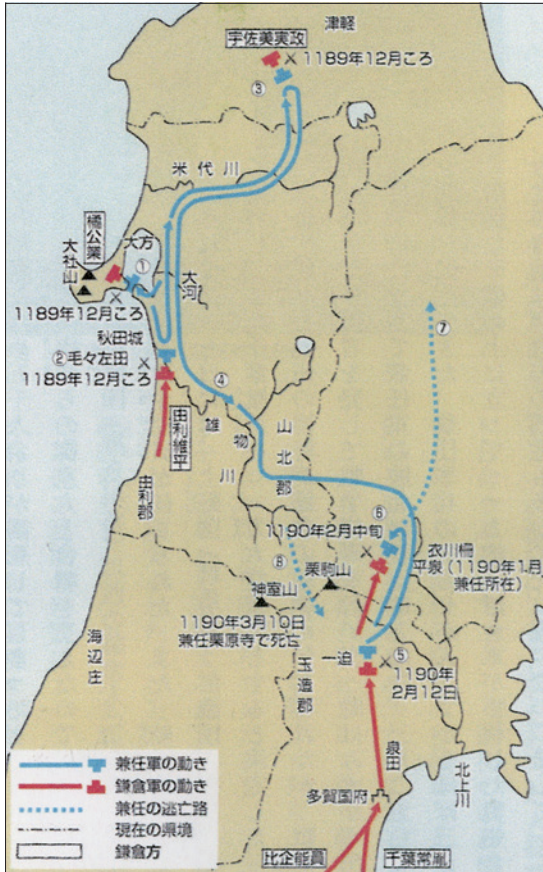 津軽
宇佐美実政
1189年12月ころ
③
米代川
橘公業
大社山
大方
①
大河
1189年12月ころ
秋田城
②毛々左田
1189年12月ころ
⑦
④
由利維平
由利郡
雄物川
山北郡
⑥
1190年2月中旬
衣川柵
平泉(1190年1月
兼任所在)
⑧
栗駒山
神室山
1190年3月10日
兼任栗原寺で死亡
一迫
⑤
1190年
2月12日
玉造郡
海辺庄
泉田
北上川
多賀国府
比企能員
千葉常胤
兼任軍の動き
鎌倉軍の動き
兼任の逃亡路
現在の県境
鎌倉方